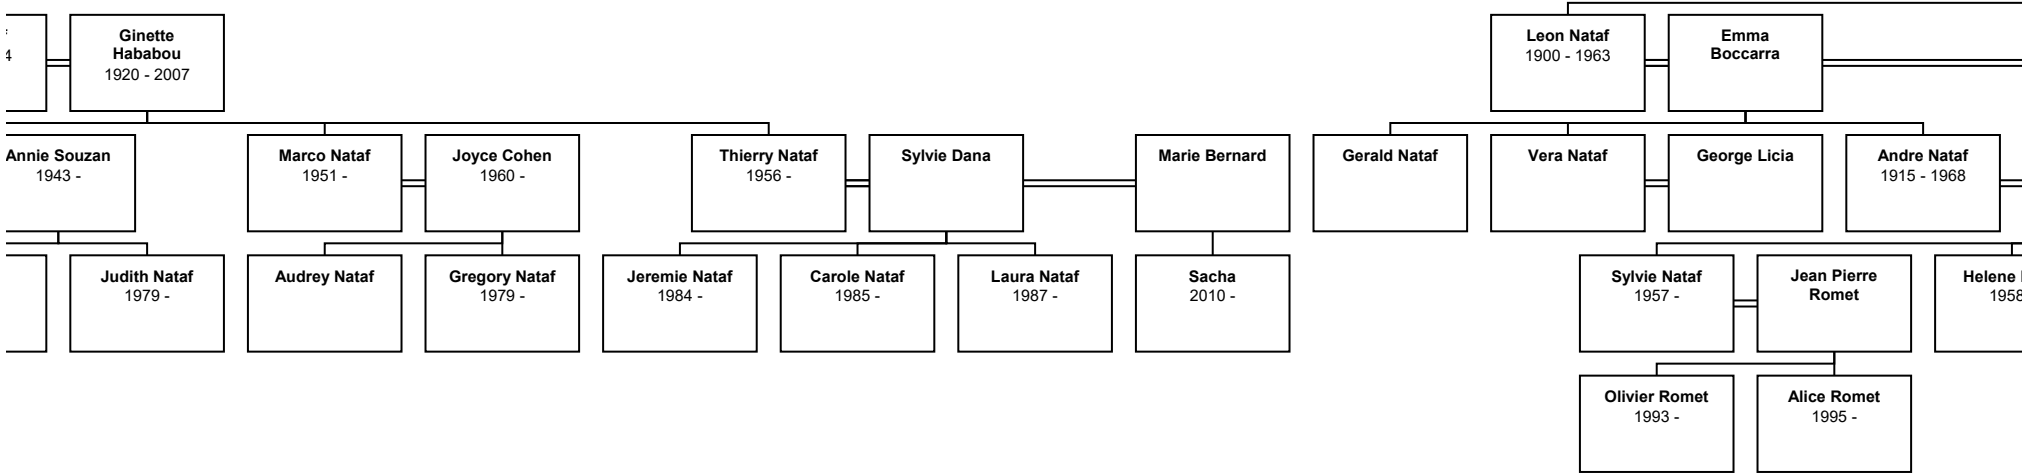 4
Ginette
Hababou
1920 - 2007
Leon Nataf
1900 - 1963
Emma
Boccarra
Annie Souzan
1943 -
Marco Nataf
1951 -
Joyce Cohen
1960 -
Thierry Nataf
1956 -
Sylvie Dana
Marie Bernard
Gerald Nataf
Vera Nataf
George Licia
Andre Nataf
1915 - 1968
Judith Nataf
1979 -
Audrey Nataf
Gregory Nataf
1979 -
Jeremie Nataf
1984 -
Carole Nataf
1985 -
Laura Nataf
1987 -
Sacha
2010 -
Sylvie Nataf
1957 -
Jean Pierre
Romet
Helene
1958
Olivier Romet
1993 -
Alice Romet
1995 -